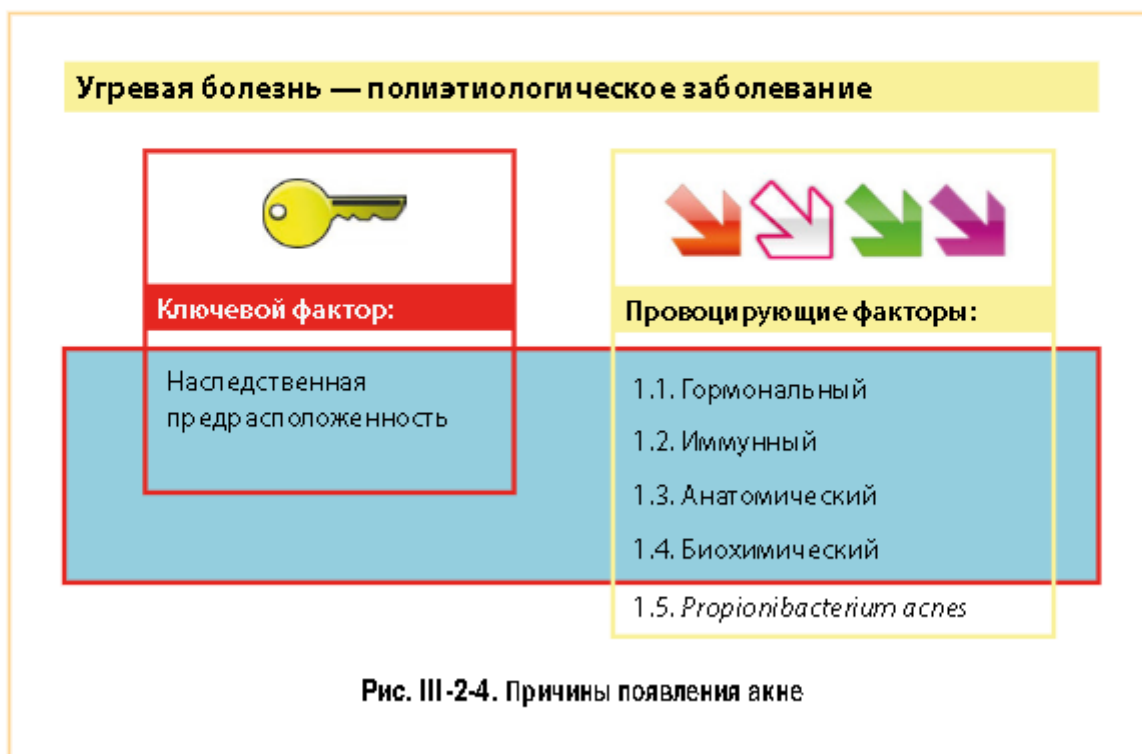 Угревая болезнь — полиэтиологическое заболевание
Ключевой фактор:
Наследственная
предрасположенность
Провоцирующие факторы:
1.1. Гормональный
1.2. Иммунный
1.3. Анатомический
1.4. Биохимический
1.5. Propionibacterium acnes
Рис. III-2-4. Причины появления акне